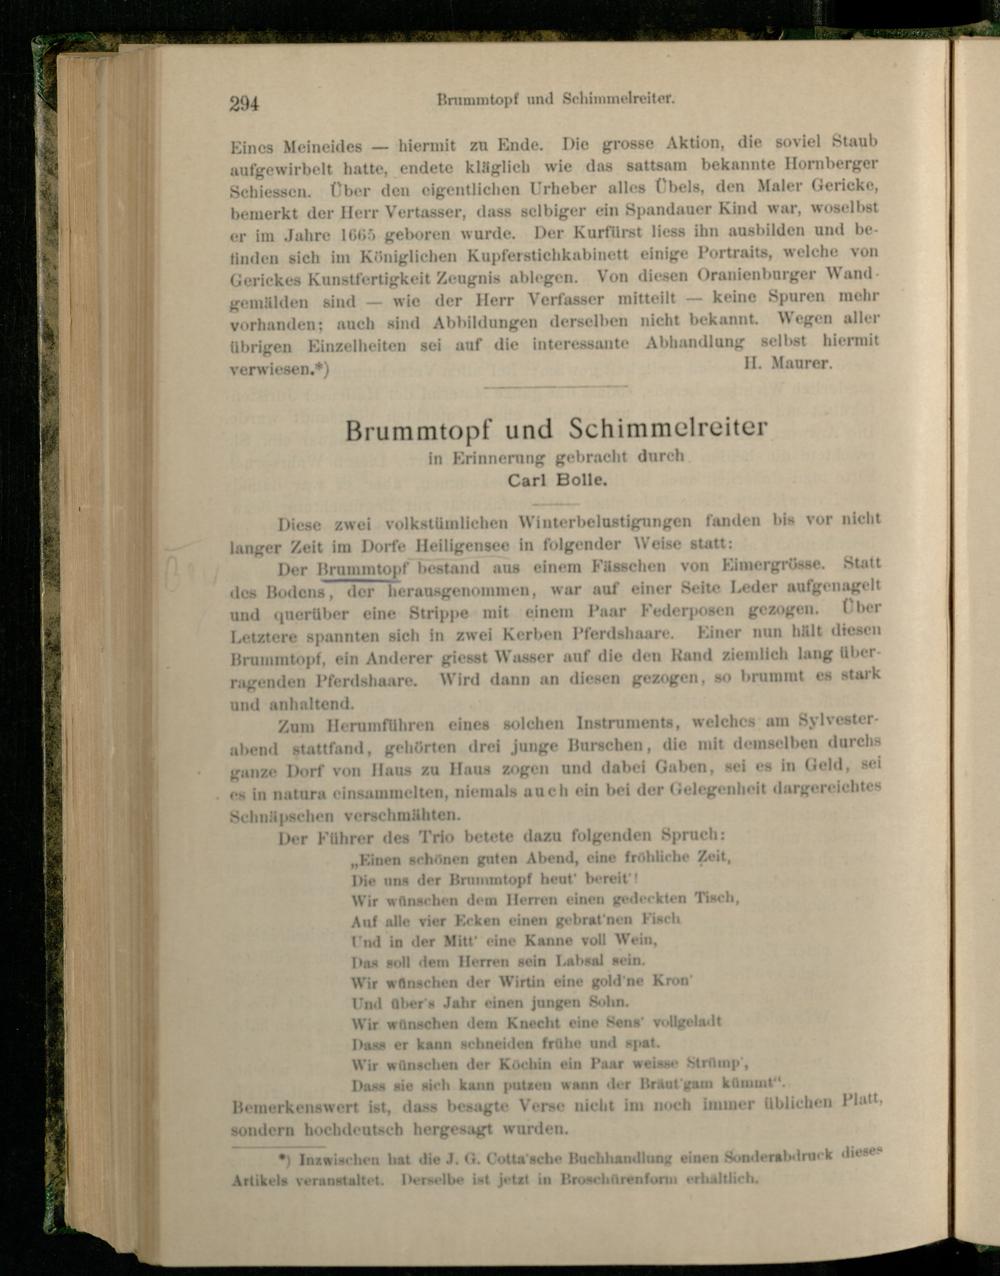 294
Brummtopf und Schimmelreiter.
Eines Meineides — hiermit zu Ende. Die grosse Aktion, die soviel Staub
aufgewirbelt hatte, endete kläglich wie das sattsam bekannte Hornberger
Schiessen. Über den eigentlichen Urheber alles Übels, den Maler Gericke,
bemerkt der Herr Vertasser, dass selbiger ein Spandauer Kind war, woselbst
er im Jahre 1665 geboren wurde. Der Kurfürst liess ihn ausbilden und be-
finden sich im Königlichen Kupferstichkabinett einige Portraits, welche von
Gerickes Kunstfertigkeit Zeugnis ablegen. Von diesen Oranienburger Wand-
gemälden sind — wie der Herr Verfasser mitteilt — keine Spuren mehr
vorhanden; auch sind Abbildungen derselben nicht bekannt. Wegen aller
übrigen Einzelheiten sei auf die interessante Abhandlung selbst hiermit
verwiesen.*) H. Maurer.
Brummtopf und Schimmelreiter
in Erinnerung gebracht durch
Carl Bolle.
Diese zwei volkstümlichen Winterbelustigungen fanden bis vor nicht
langer Zeit im Dorfe Heiligensee in folgender Weise statt:
Der Brummtopf bestand aus einem Fässchen von Eimergrösse. Statt
des Bodens, der herausgenommen, war auf einer Seite Leder aufgenagelt
und querüber eine Strippe mit einem Paar Federposen gezogen. Über
Letztere spannten sich in zwei Kerben Pferdshaare. Einer nun hält diesen
Brummtopf, ein Anderer giesst Wasser auf die den Rand ziemlich lang über-
ragenden Pferdshaare. Wird dann an diesen gezogen, so brummt es stark
und anhaltend.
Zum Herumführen eines solchen Instruments, welches am Sylvester-
abend stattfand, gehörten drei junge Burschen, die mit demselben durchs
ganze Dorf von Haus zu Haus zogen und dabei Gaben, sei es in Geld, sei
es in natura einsammelten, niemals auch ein bei der Gelegenheit dargereichtes
Schnäpschen verschmähten.
Der Führer des Trio betete dazu folgenden Spruch:
„Einen schönen guten Abend, eine fröhliche Zeit,
Die uns der Brummtopf heut' bereit'!
Wir wünschen dem Herren einen gedeckten Tisch,
Auf alle vier Ecken einen gebrat'nen Fisch
Und in der Mitt' eine Kanne voll Wein,
Das soll dem Herren sein Labsal sein.
Wir wünschen der Wirtin eine gold'ne Kron'
Und über's Jahr einen jungen Sohn.
Wir wünschen dem Knecht eine Sens' vollgeladt
Dass er kann schneiden frühe und spat.
Wir wünschen der Köchin ein Paar weisse Strümp',
Dass sie sich kann putzen wann der Bräut'gam kümmt“.
Bemerkenswert ist, dass besagte Verse nicht im noch immer üblichen Platt,
sondern hochdeutsch hergesagt wurden.
*) Inzwischen hat die J. G. Cotta'sche Buchhandlung einen Sonderabdruck dieses
Artikels veranstaltet. Derselbe ist jetzt in Broschürenform erhältlich.